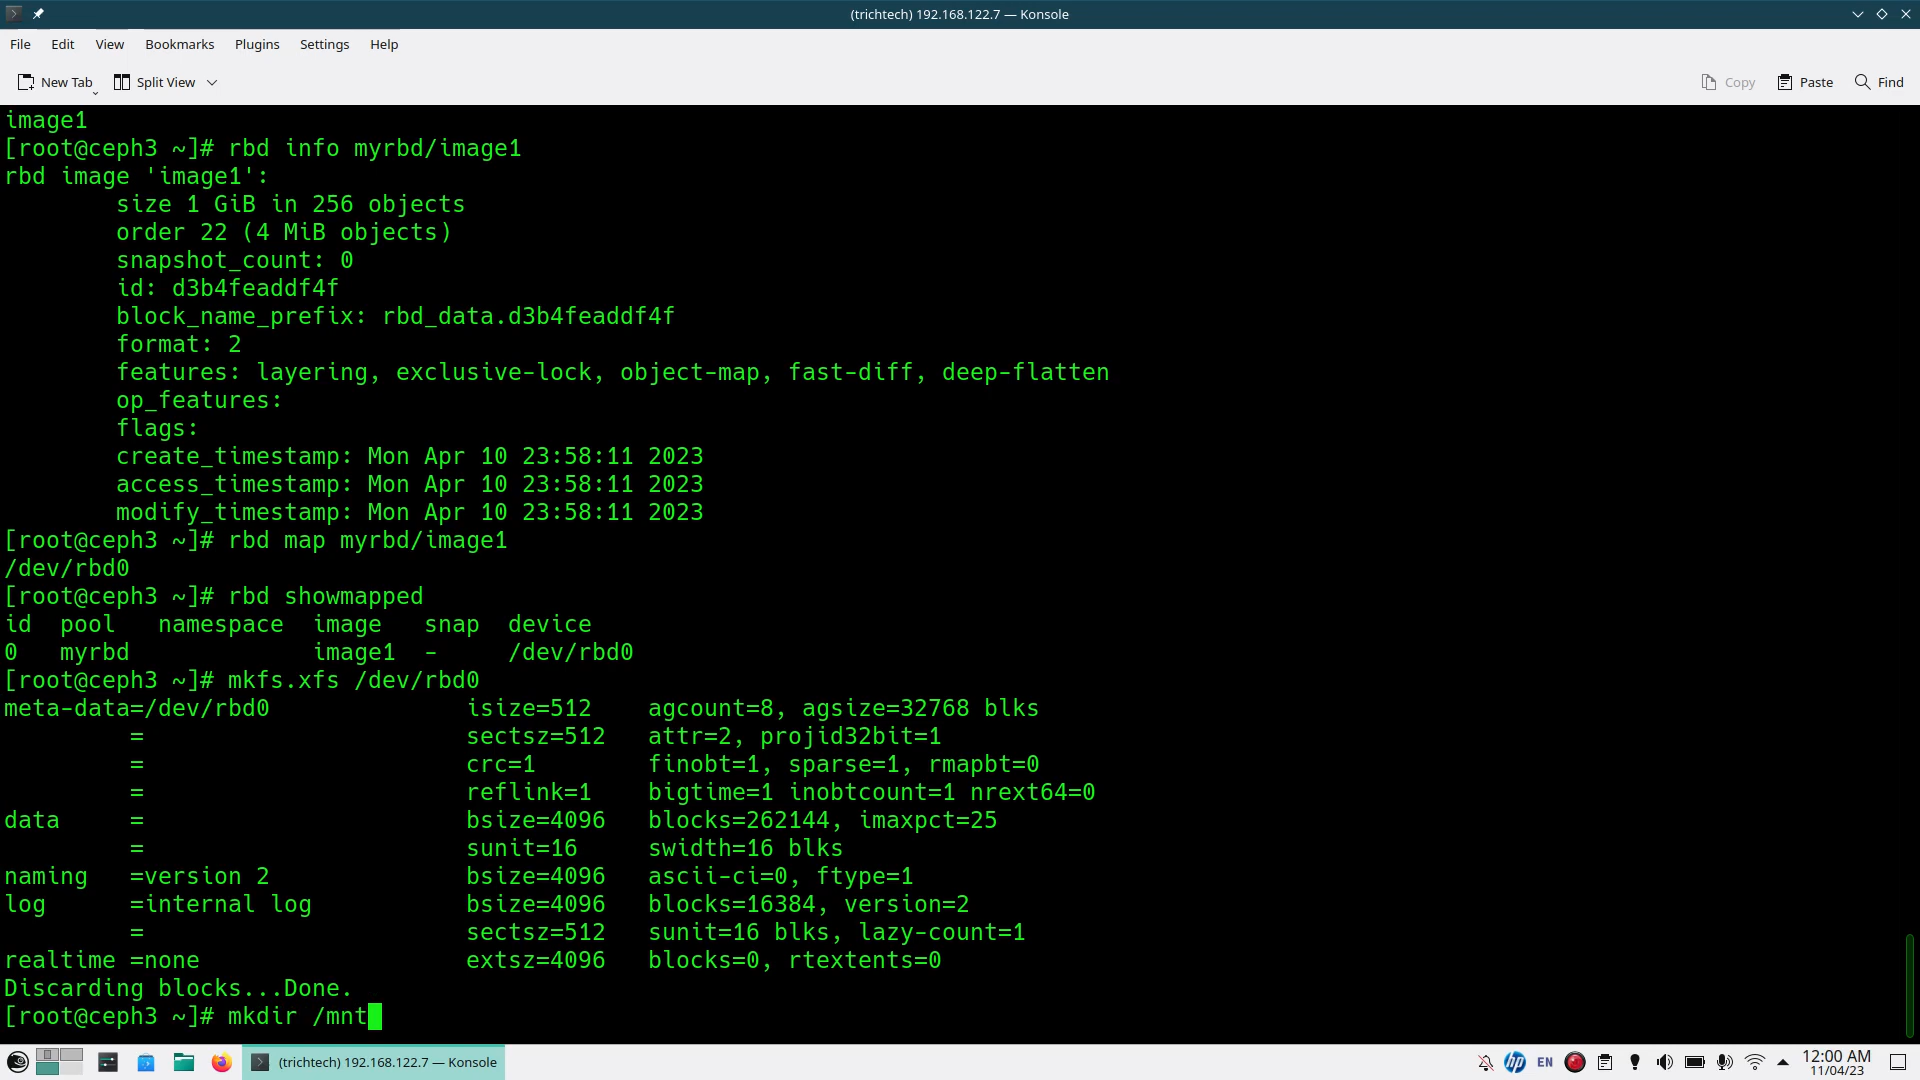 (trichtech) 192.168.122.7 — Konsole
File Edit View Bookmarks Plugins Settings Help
New Tab Split View Copy Paste Find
image1
[root@ceph3 ~]# rbd info myrbd/image1
rbd image 'image1':
        size 1 GiB in 256 objects
        order 22 (4 MiB objects)
        snapshot_count: 0
        id: d3b4feaddf4f
        block_name_prefix: rbd_data.d3b4feaddf4f
        format: 2
        features: layering, exclusive-lock, object-map, fast-diff, deep-flatten
        op_features:
        flags:
        create_timestamp: Mon Apr 10 23:58:11 2023
        access_timestamp: Mon Apr 10 23:58:11 2023
        modify_timestamp: Mon Apr 10 23:58:11 2023
[root@ceph3 ~]# rbd map myrbd/image1
/dev/rbd0
[root@ceph3 ~]# rbd showmapped
id  pool   namespace  image   snap  device
0   myrbd             image1  -     /dev/rbd0
[root@ceph3 ~]# mkfs.xfs /dev/rbd0
meta-data=/dev/rbd0              isize=512    agcount=8, agsize=32768 blks
         =                       sectsz=512   attr=2, projid32bit=1
         =                       crc=1        finobt=1, sparse=1, rmapbt=0
         =                       reflink=1    bigtime=1 inobtcount=1 nrext64=0
data     =                       bsize=4096   blocks=262144, imaxpct=25
         =                       sunit=16     swidth=16 blks
naming   =version 2              bsize=4096   ascii-ci=0, ftype=1
log      =internal log           bsize=4096   blocks=16384, version=2
         =                       sectsz=512   sunit=16 blks, lazy-count=1
realtime =none                   extsz=4096   blocks=0, rtextents=0
Discarding blocks...Done.
[root@ceph3 ~]# mkdir /mnt
(trichtech) 192.168.122.7 — Konsole hp EN 12:00 AM
11/04/23